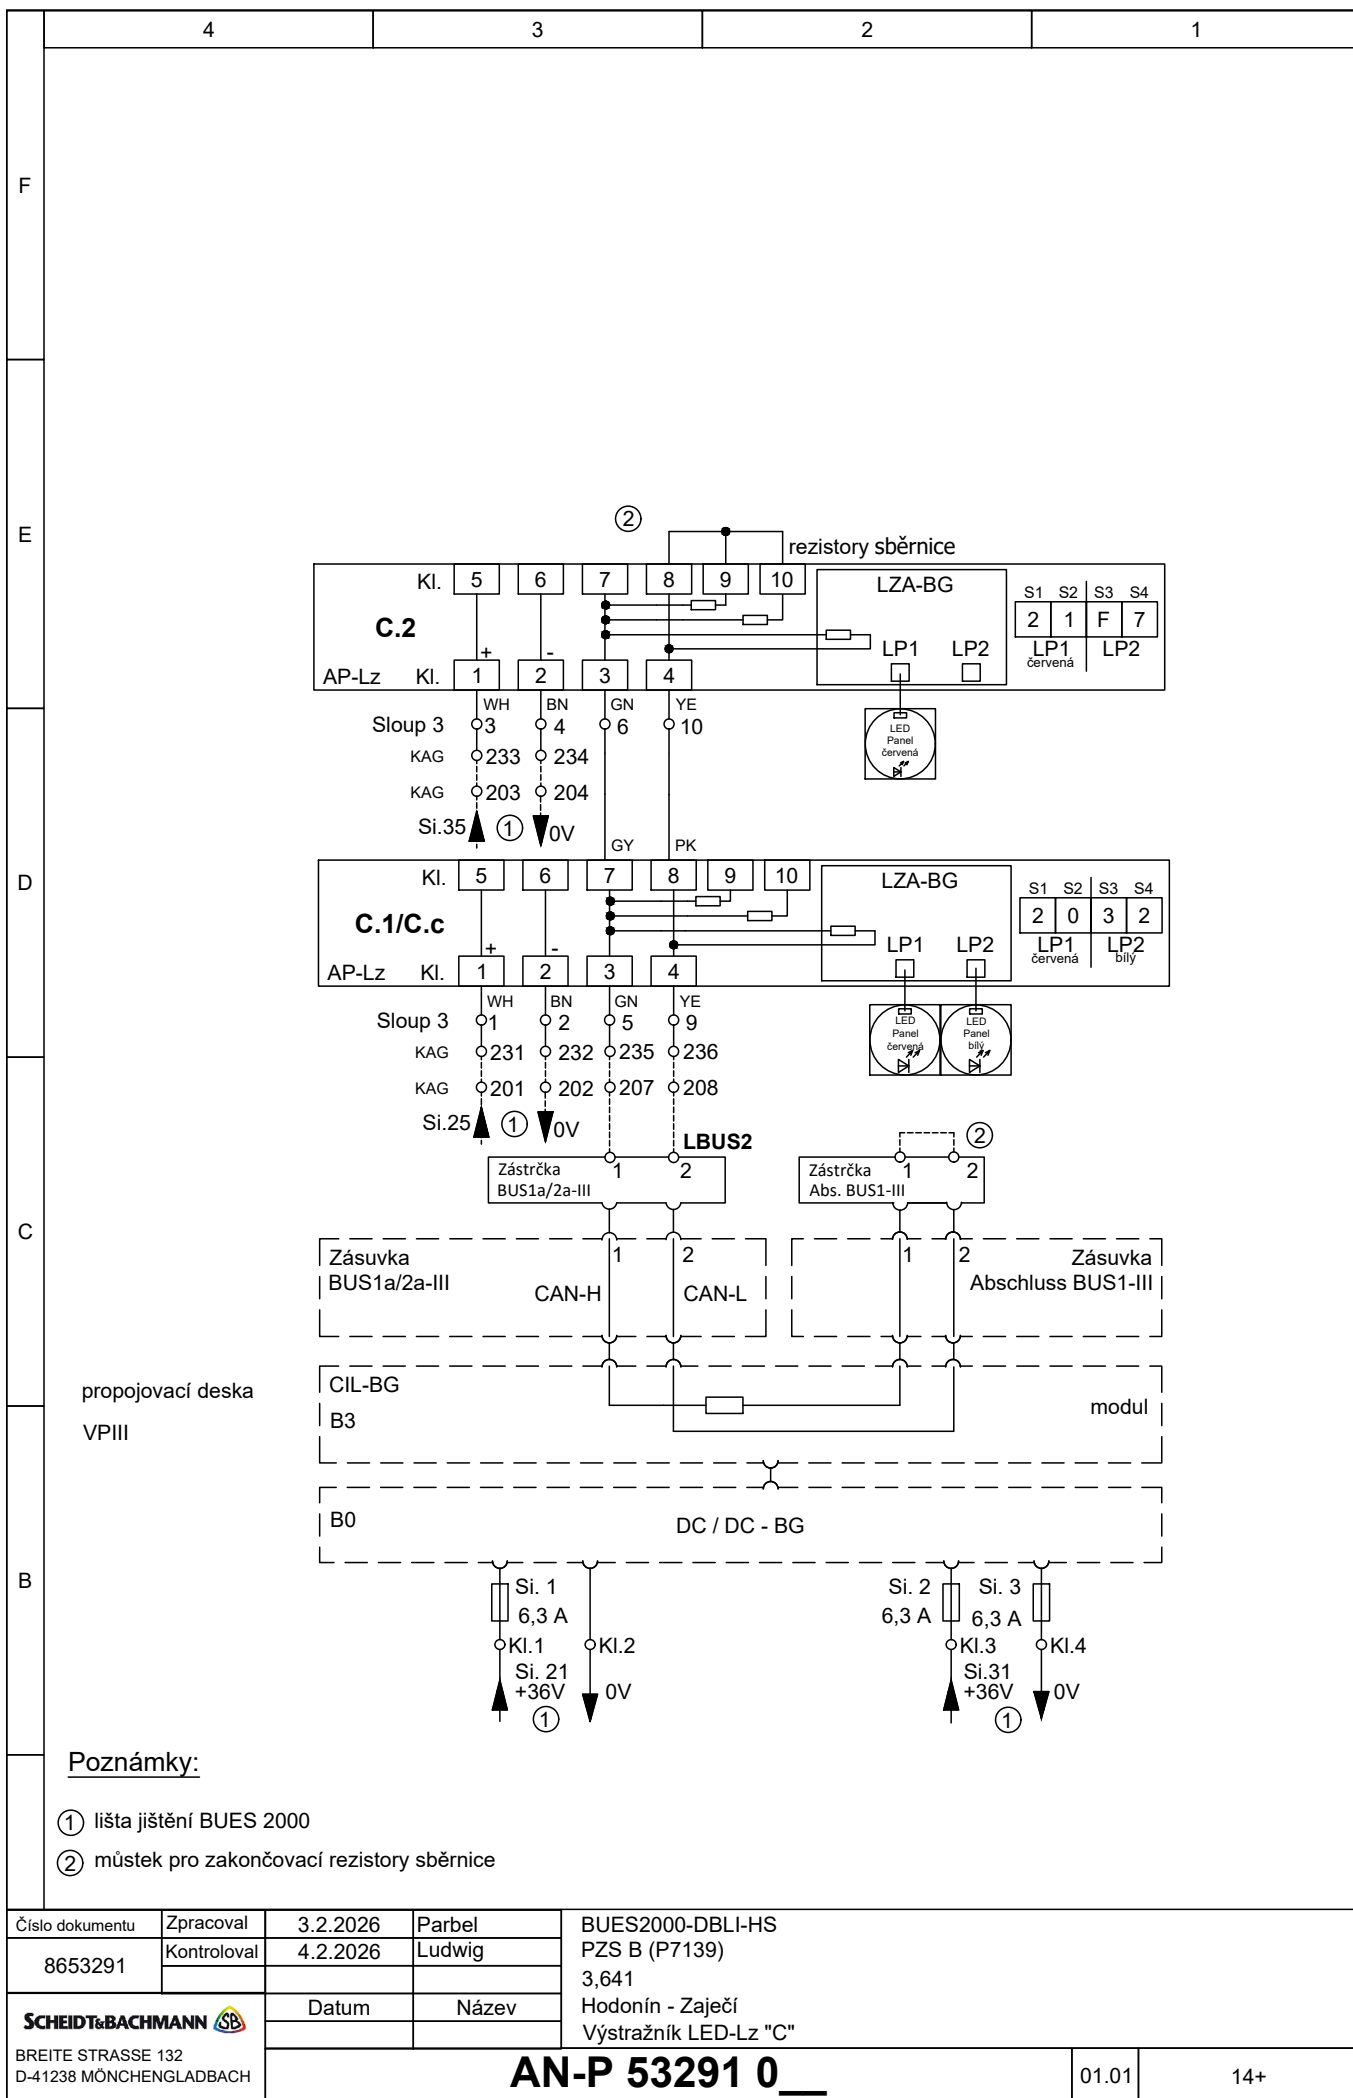 4 3 2 1
F
E
D
C
B
2
rezistory sběrnice
Kl. 5 6 7 8 9 10
LZA-BG
S1 S2 S3 S4
2 1 F 7
C.2
LP1 LP2
LP1 LP2
červená
+ -
AP-Lz Kl. 1 2 3 4
WH BN GN YE
Sloup 3 3 4 6 10
LED
Panel
červená
KAG 233 234
KAG 203 204
Si.35 1 0V
GY PK
Kl. 5 6 7 8 9 10
LZA-BG
S1 S2 S3 S4
2 0 3 2
C.1/C.c
LP1 LP2
LP1 LP2
červená bílý
+ -
AP-Lz Kl. 1 2 3 4
WH BN GN YE
Sloup 3 1 2 5 9
LED
Panel
červená
LED
Panel
bílý
KAG 231 232 235 236
KAG 201 202 207 208
Si.25 1 0V
LBUS2
2
Zástrčka 1 2
BUS1a/2a-III
Zástrčka 1 2
Abs. BUS1-III
Zásuvka 1 2
BUS1a/2a-III
CAN-H CAN-L
1 2 Zásuvka
Abschluss BUS1-III
propojovací deska
VPIII
CIL-BG
B3
modul
B0
DC / DC - BG
Si. 1
6,3 A
Si. 2
6,3 A
Si. 3
6,3 A
Kl.1 Kl.2 Kl.3 Kl.4
Si. 21
+36V 0V
1
Si.31
+36V 0V
1
Poznámky:
1 lišta jištění BUES 2000
2 můstek pro zakončovací rezistory sběrnice
Číslo dokumentu
8653291
Zpracoval 3.2.2026 Parbel
Kontroloval 4.2.2026 Ludwig
Datum Název
BUES2000-DBLI-HS
PZS B (P7139)
3,641
Hodonín - Zaječí
Výstražník LED-Lz "C"
SCHEIDT&BACHMANN SB
BREITE STRASSE 132
D-41238 MÖNCHENGLADBACH
AN-P 53291 0__
01.01
14+